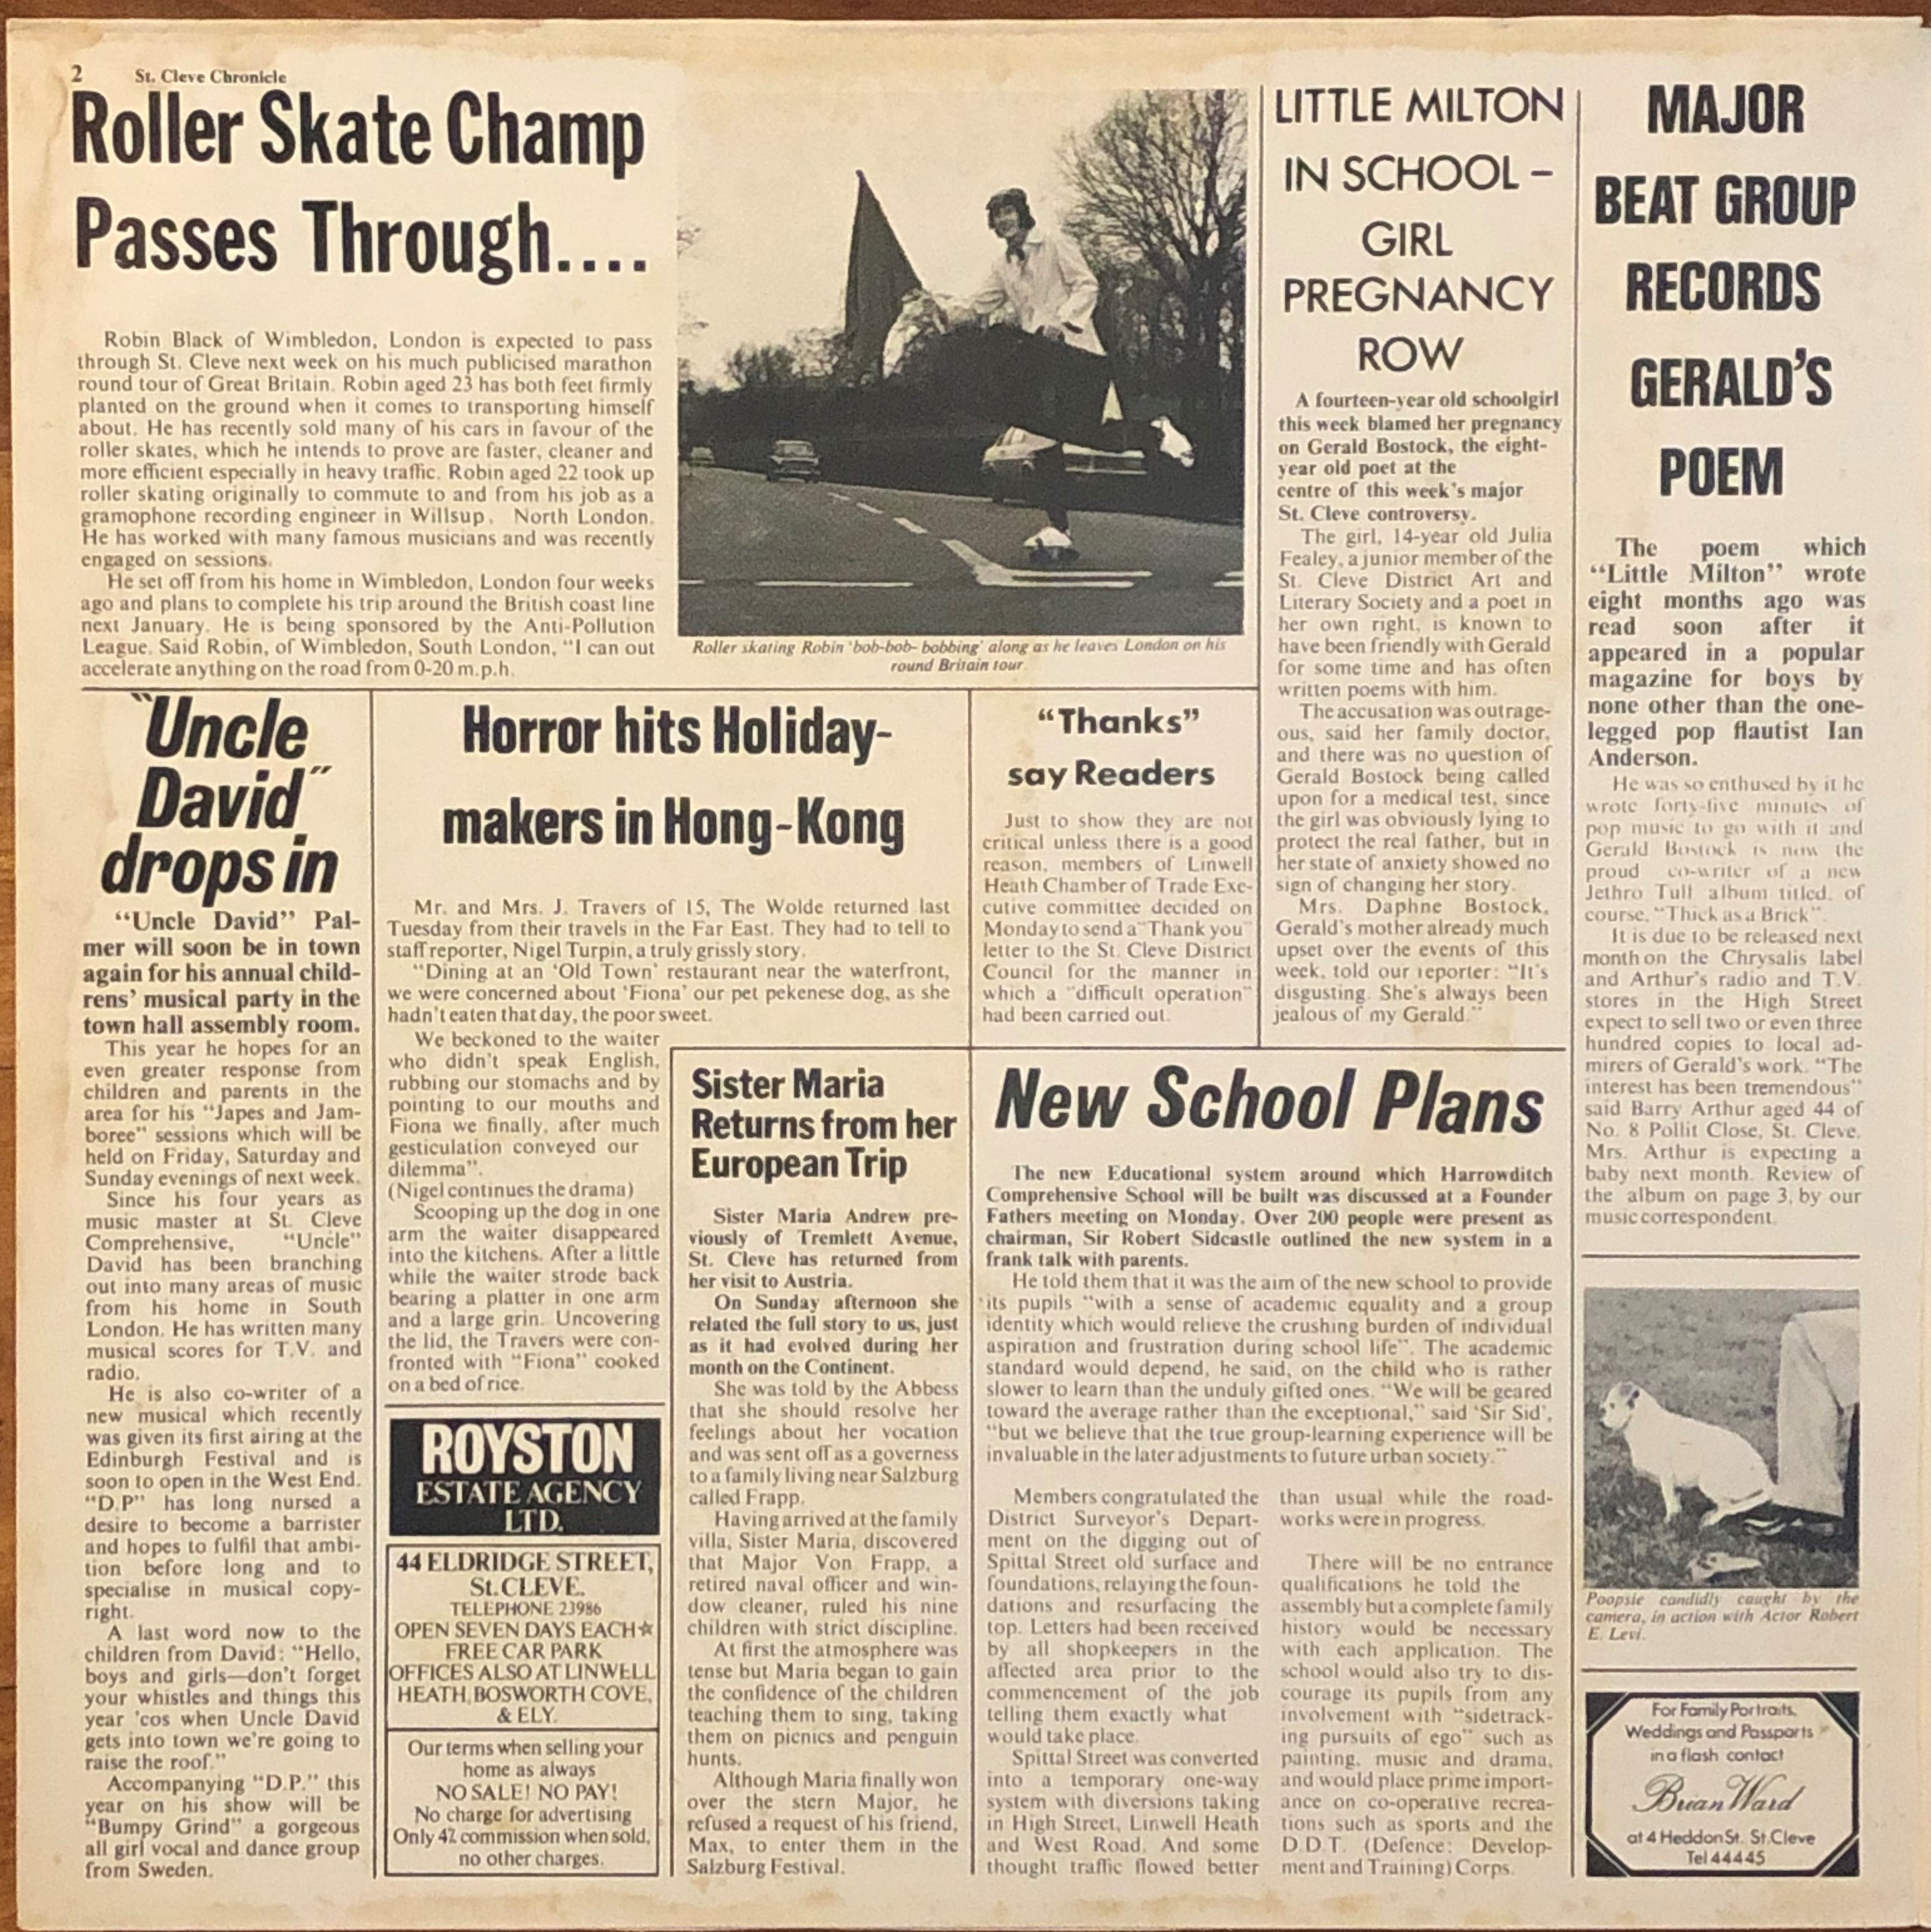 2
St. Cleve Chronicle
Roller Skate Champ
Passes Through....
Robin Black of Wimbledon, London is expected to pass
through St. Cleve next week on his much publicised marathon
round tour of Great Britain. Robin aged 23 has both feet firmly
planted on the ground when it comes to transporting himself
about. He has recently sold many of his cars in favour of the
roller skates, which he intends to prove are faster, cleaner and
more efficient especially in heavy traffic. Robin aged 22 took up
roller skating originally to commute to and from his job as a
gramophone recording engineer in Willsup, North London.
He has worked with many famous musicians and was recently
engaged on sessions.
He set off from his home in Wimbledon, London four weeks
ago and plans to complete his trip around the British coast line
next January. He is being sponsored by the Anti-Pollution
League. Said Robin, of Wimbledon, South London, "I can out
accelerate anything on the road from 0-20 m.p.h.
Roller skating Robin 'bob-bob- bobbing' along as he leaves London on his
round Britain tour.
LITTLE MILTON
IN SCHOOL –
GIRL
PREGNANCY
ROW
A fourteen-year old schoolgirl
this week blamed her pregnancy
on Gerald Bostock, the eight-
year old poet at the
centre of this week's major
St. Cleve controversy.
The girl, 14-year old Julia
Fealey, a junior member of the
St. Cleve District Art and
Literary Society and a poet in
her own right, is known to
have been friendly with Gerald
for some time and has often
written poems with him.
The accusation was outrage-
ous, said her family doctor,
and there was no question of
Gerald Bostock being called
upon for a medical test, since
the girl was obviously lying to
protect the real father, but in
her state of anxiety showed no
sign of changing her story.
Mrs. Daphne Bostock,
Gerald's mother already much
upset over the events of this
week, told our reporter: "It's
disgusting. She's always been
jealous of my Gerald."
MAJOR
BEAT GROUP
RECORDS
GERALD'S
POEM
The poem which
"Little Milton" wrote
eight months ago was
read soon after it
appeared in a popular
magazine for boys by
none other than the one-
legged pop flautist Ian
Anderson.
He was so enthused by it he
wrote forty-five minutes of
pop music to go with it and
Gerald Bostock is now the
proud co-writer of a new
Jethro Tull album titled, of
course, "Thick as a Brick".
It is due to be released next
month on the Chrysalis label
and Arthur's radio and T.V.
stores in the High Street
expect to sell two or even three
hundred copies to local ad-
mirers of Gerald's work. "The
interest has been tremendous"
said Barry Arthur aged 44 of
No. 8 Pollit Close, St. Cleve.
Mrs. Arthur is expecting a
baby next month. Review of
the album on page 3, by our
music correspondent.
"Uncle
David"
drops in
"Uncle David" Pal-
mer will soon be in town
again for his annual child-
rens' musical party in the
town hall assembly room.
This year he hopes for an
even greater response from
children and parents in the
area for his "Japes and Jam-
boree" sessions which will be
held on Friday, Saturday and
Sunday evenings of next week.
Since his four years as
music master at St. Cleve
Comprehensive, "Uncle"
David has been branching
out into many areas of music
from his home in South
London. He has written many
musical scores for T.V. and
radio.
He is also co-writer of a
new musical which recently
was given its first airing at the
Edinburgh Festival and is
soon to open in the West End.
"D.P" has long nursed a
desire to become a barrister
and hopes to fulfil that ambi-
tion before long and to
specialise in musical copy-
right.
A last word now to the
children from David: "Hello,
boys and girls—don't forget
your whistles and things this
year 'cos when Uncle David
gets into town we're going to
raise the roof."
Accompanying "D.P." this
year on his show will be
"Bumpy Grind" a gorgeous
all girl vocal and dance group
from Sweden.
Horror hits Holiday-
makers in Hong-Kong
Mr. and Mrs. J. Travers of 15, The Wolde returned last
Tuesday from their travels in the Far East. They had to tell to
staff reporter, Nigel Turpin, a truly grissly story.
"Dining at an 'Old Town' restaurant near the waterfront,
we were concerned about 'Fiona' our pet pekenese dog, as she
hadn't eaten that day, the poor sweet.
We beckoned to the waiter
who didn't speak English,
rubbing our stomachs and by
pointing to our mouths and
Fiona we finally, after much
gesticulation conveyed our
dilemma".
(Nigel continues the drama)
Scooping up the dog in one
arm the waiter disappeared
into the kitchens. After a little
while the waiter strode back
bearing a platter in one arm
and a large grin. Uncovering
the lid, the Travers were con-
fronted with "Fiona" cooked
on a bed of rice.
ROYSTON
ESTATE AGENCY
LTD.
44 ELDRIDGE STREET,
St. CLEVE.
TELEPHONE 23986
OPEN SEVEN DAYS EACH☆
FREE CAR PARK
OFFICES ALSO AT LINWELL
HEATH, BOSWORTH COVE,
& ELY.
Our terms when selling your
home as always
NO SALE! NO PAY!
No charge for advertising
Only 4% commission when sold,
no other charges.
"Thanks"
say Readers
Just to show they are not
critical unless there is a good
reason, members of Linwell
Heath Chamber of Trade Exe-
cutive committee decided on
Monday to send a "Thank you"
letter to the St. Cleve District
Council for the manner in
which a "difficult operation"
had been carried out.
Sister Maria
Returns from her
European Trip
Sister Maria Andrew pre-
viously of Tremlett Avenue,
St. Cleve has returned from
her visit to Austria.
On Sunday afternoon she
related the full story to us, just
as it had evolved during her
month on the Continent.
She was told by the Abbess
that she should resolve her
feelings about her vocation
and was sent off as a governess
to a family living near Salzburg
called Frapp.
Having arrived at the family
villa, Sister Maria, discovered
that Major Von Frapp, a
retired naval officer and win-
dow cleaner, ruled his nine
children with strict discipline.
At first the atmosphere was
tense but Maria began to gain
the confidence of the children
teaching them to sing, taking
them on picnics and penguin
hunts.
Although Maria finally won
over the stern Major, he
refused a request of his friend,
Max, to enter them in the
Salzburg Festival.
New School Plans
The new Educational system around which Harrowditch
Comprehensive School will be built was discussed at a Founder
Fathers meeting on Monday. Over 200 people were present as
chairman, Sir Robert Sidcastle outlined the new system in a
frank talk with parents.
He told them that it was the aim of the new school to provide
its pupils "with a sense of academic equality and a group
identity which would relieve the crushing burden of individual
aspiration and frustration during school life". The academic
standard would depend, he said, on the child who is rather
slower to learn than the unduly gifted ones. "We will be geared
toward the average rather than the exceptional," said 'Sir Sid',
"but we believe that the true group-learning experience will be
invaluable in the later adjustments to future urban society."
Members congratulated the
District Surveyor's Depart-
ment on the digging out of
Spittal Street old surface and
foundations, relaying the foun-
dations and resurfacing the
top. Letters had been received
by all shopkeepers in the
affected area prior to the
commencement of the job
telling them exactly what
would take place.
Spittal Street was converted
into a temporary one-way
system with diversions taking
in High Street, Linwell Heath
and West Road. And some
thought traffic flowed better
than usual while the road-
works were in progress.
There will be no entrance
qualifications he told the
assembly but a complete family
history would be necessary
with each application. The
school would also try to dis-
courage its pupils from any
involvement with "sidetrack-
ing pursuits of ego" such as
painting, music and drama,
and would place prime import-
ance on co-operative recrea-
tions such as sports and the
D.D.T. (Defence: Develop-
ment and Training) Corps.
Poopsie candidly caught by the
camera, in action with Actor Robert
E. Levi.
For Family Portraits,
Weddings and Passports
in a flash contact
Brian Ward
at 4 Heddon St. St.Cleve
Tel 44445